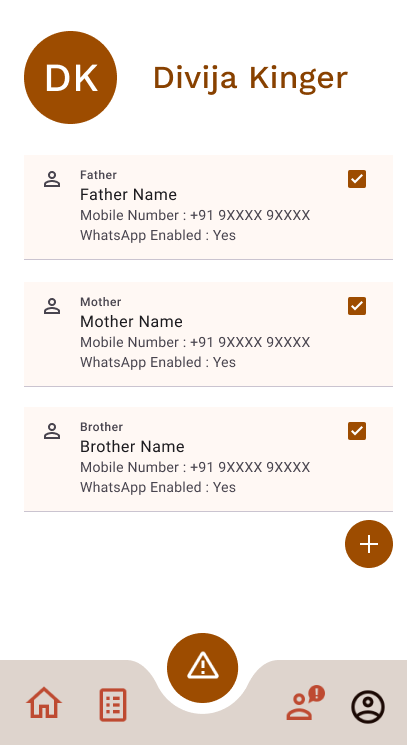 DK
Divija Kinger
Father
Father Name
Mobile Number : +91 9XXXX 9XXXX
WhatsApp Enabled : Yes
Mother
Mother Name
Mobile Number : +91 9XXXX 9XXXX
WhatsApp Enabled : Yes
Brother
Brother Name
Mobile Number : +91 9XXXX 9XXXX
WhatsApp Enabled : Yes